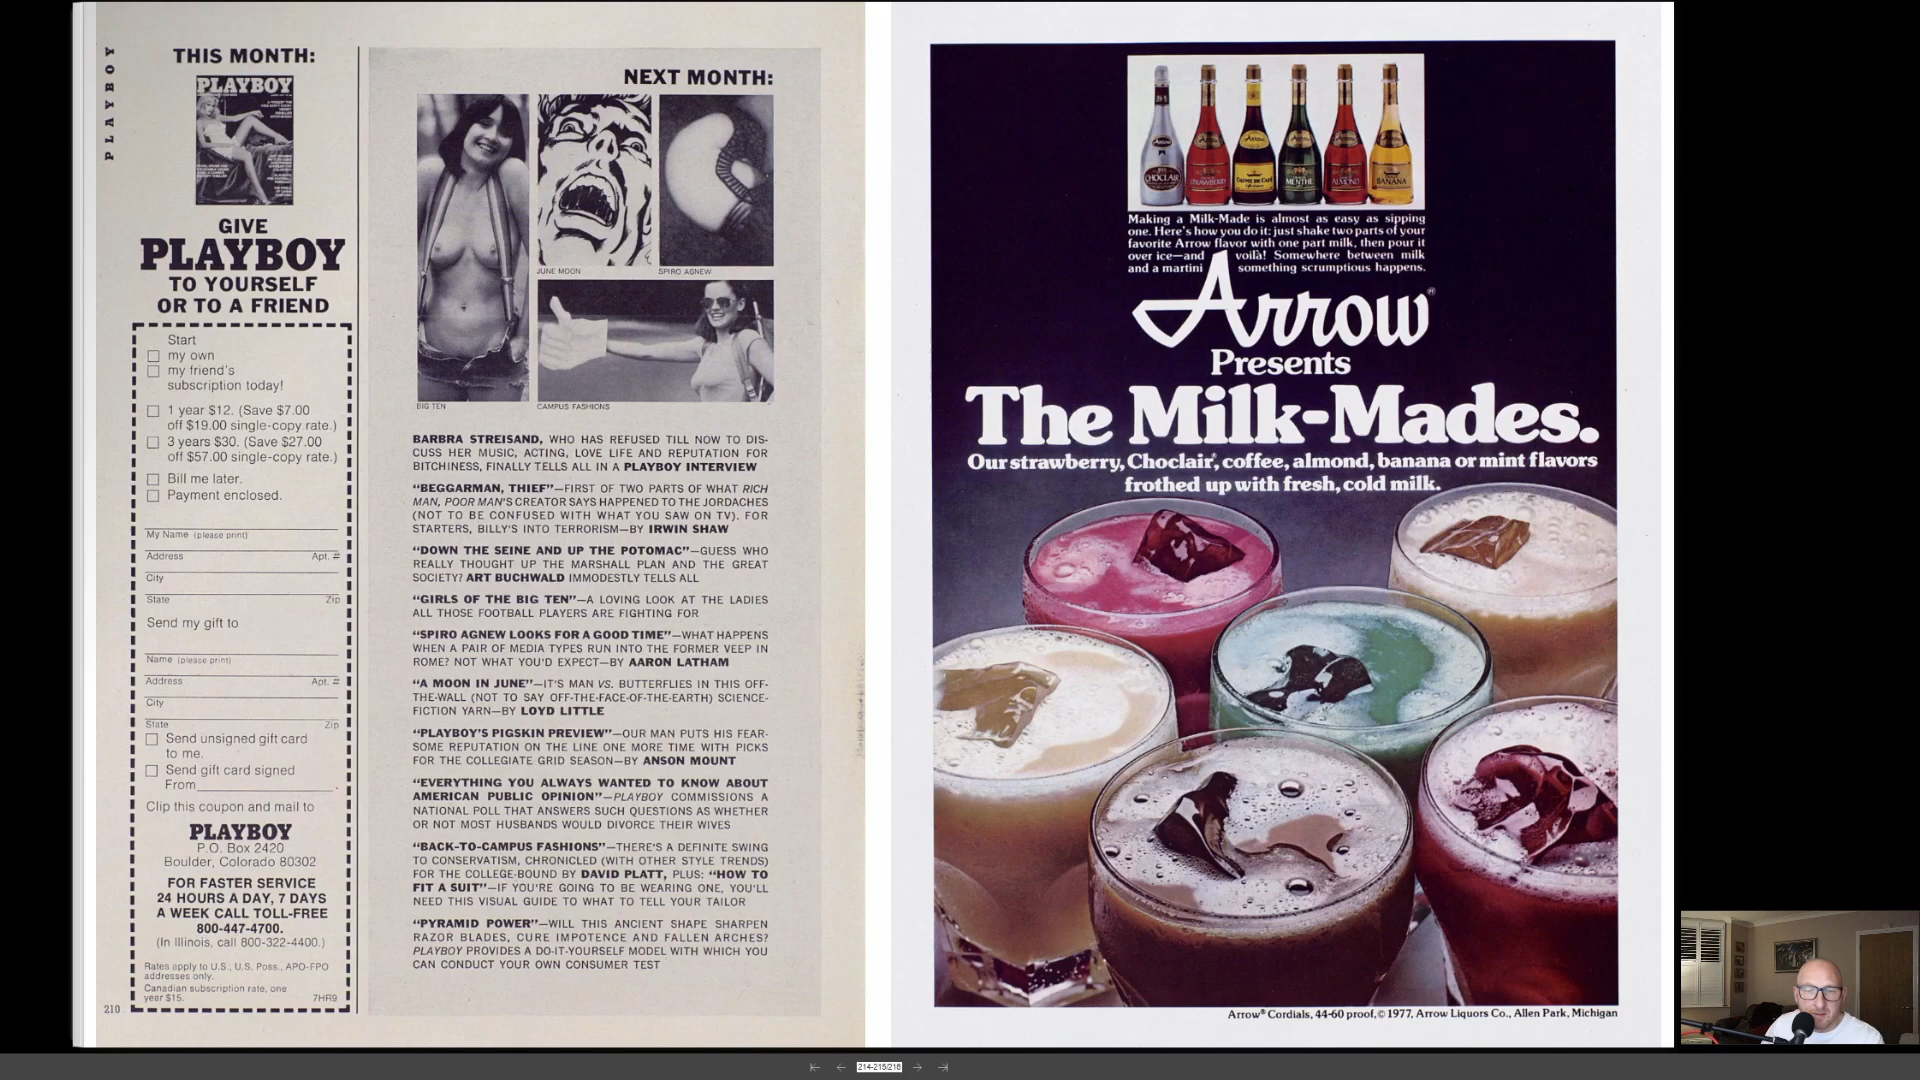 PLAYBOY
THIS MONTH:
PLAYBOY
GIVE
PLAYBOY
TO YOURSELF
OR TO A FRIEND
Start
my own
my friend's
subscription today!
1 year $12. (Save $7.00
off $19.00 single-copy rate.)
3 years $30. (Save $27.00
off $57.00 single-copy rate.)
Bill me later.
Payment enclosed.
My Name (please print)
Address Apt. #
City
State Zip
Send my gift to
Name (please print)
Address Apt. #
City
State Zip
Send unsigned gift card
to me.
Send gift card signed
From
Clip this coupon and mail to
PLAYBOY
P.O. Box 2420
Boulder, Colorado 80302
FOR FASTER SERVICE
24 HOURS A DAY, 7 DAYS
A WEEK CALL TOLL-FREE
800-447-4700.
(In Illinois, call 800-322-4400.)
Rates apply to U.S., U.S. Poss., APO-FPO
addresses only.
Canadian subscription rate, one
year $15. 7HR9
210
NEXT MONTH:
JUNE MOON
SPIRO AGNEW
BIG TEN
CAMPUS FASHIONS
BARBRA STREISAND, WHO HAS REFUSED TILL NOW TO DIS-
CUSS HER MUSIC, ACTING, LOVE LIFE AND REPUTATION FOR
BITCHINESS, FINALLY TELLS ALL IN A PLAYBOY INTERVIEW
“BEGGARMAN, THIEF”—FIRST OF TWO PARTS OF WHAT RICH
MAN, POOR MAN'S CREATOR SAYS HAPPENED TO THE JORDACHES
(NOT TO BE CONFUSED WITH WHAT YOU SAW ON TV). FOR
STARTERS, BILLY'S INTO TERRORISM—BY IRWIN SHAW
“DOWN THE SEINE AND UP THE POTOMAC”—GUESS WHO
REALLY THOUGHT UP THE MARSHALL PLAN AND THE GREAT
SOCIETY? ART BUCHWALD IMMODESTLY TELLS ALL
“GIRLS OF THE BIG TEN”—A LOVING LOOK AT THE LADIES
ALL THOSE FOOTBALL PLAYERS ARE FIGHTING FOR
“SPIRO AGNEW LOOKS FOR A GOOD TIME”—WHAT HAPPENS
WHEN A PAIR OF MEDIA TYPES RUN INTO THE FORMER VEEP IN
ROME? NOT WHAT YOU'D EXPECT—BY AARON LATHAM
“A MOON IN JUNE”—IT'S MAN VS. BUTTERFLIES IN THIS OFF-
THE-WALL (NOT TO SAY OFF-THE-FACE-OF-THE-EARTH) SCIENCE-
FICTION YARN—BY LOYD LITTLE
“PLAYBOY'S PIGSKIN PREVIEW”—OUR MAN PUTS HIS FEAR-
SOME REPUTATION ON THE LINE ONE MORE TIME WITH PICKS
FOR THE COLLEGIATE GRID SEASON—BY ANSON MOUNT
“EVERYTHING YOU ALWAYS WANTED TO KNOW ABOUT
AMERICAN PUBLIC OPINION”—PLAYBOY COMMISSIONS A
NATIONAL POLL THAT ANSWERS SUCH QUESTIONS AS WHETHER
OR NOT MOST HUSBANDS WOULD DIVORCE THEIR WIVES
“BACK-TO-CAMPUS FASHIONS”—THERE'S A DEFINITE SWING
TO CONSERVATISM, CHRONICLED (WITH OTHER STYLE TRENDS)
FOR THE COLLEGE-BOUND BY DAVID PLATT, PLUS: “HOW TO
FIT A SUIT”—IF YOU'RE GOING TO BE WEARING ONE, YOU'LL
NEED THIS VISUAL GUIDE TO WHAT TO TELL YOUR TAILOR
“PYRAMID POWER”—WILL THIS ANCIENT SHAPE SHARPEN
RAZOR BLADES, CURE IMPOTENCE AND FALLEN ARCHES?
PLAYBOY PROVIDES A DO-IT-YOURSELF MODEL WITH WHICH YOU
CAN CONDUCT YOUR OWN CONSUMER TEST
CHOCLAIR
STRAWBERRY
CREME DE CAFE
MENTHE
ALMOND
BANANA
Making a Milk-Made is almost as easy as sipping
one. Here's how you do it: just shake two parts of your
favorite Arrow flavor with one part milk, then pour it
over ice—and voilà! Somewhere between milk
and a martini something scrumptious happens.
Arrow®
Presents
The Milk-Mades.
Our strawberry, Choclair, coffee, almond, banana or mint flavors
frothed up with fresh, cold milk.
Arrow® Cordials, 44-60 proof, © 1977, Arrow Liquors Co., Allen Park, Michigan
214-215/216